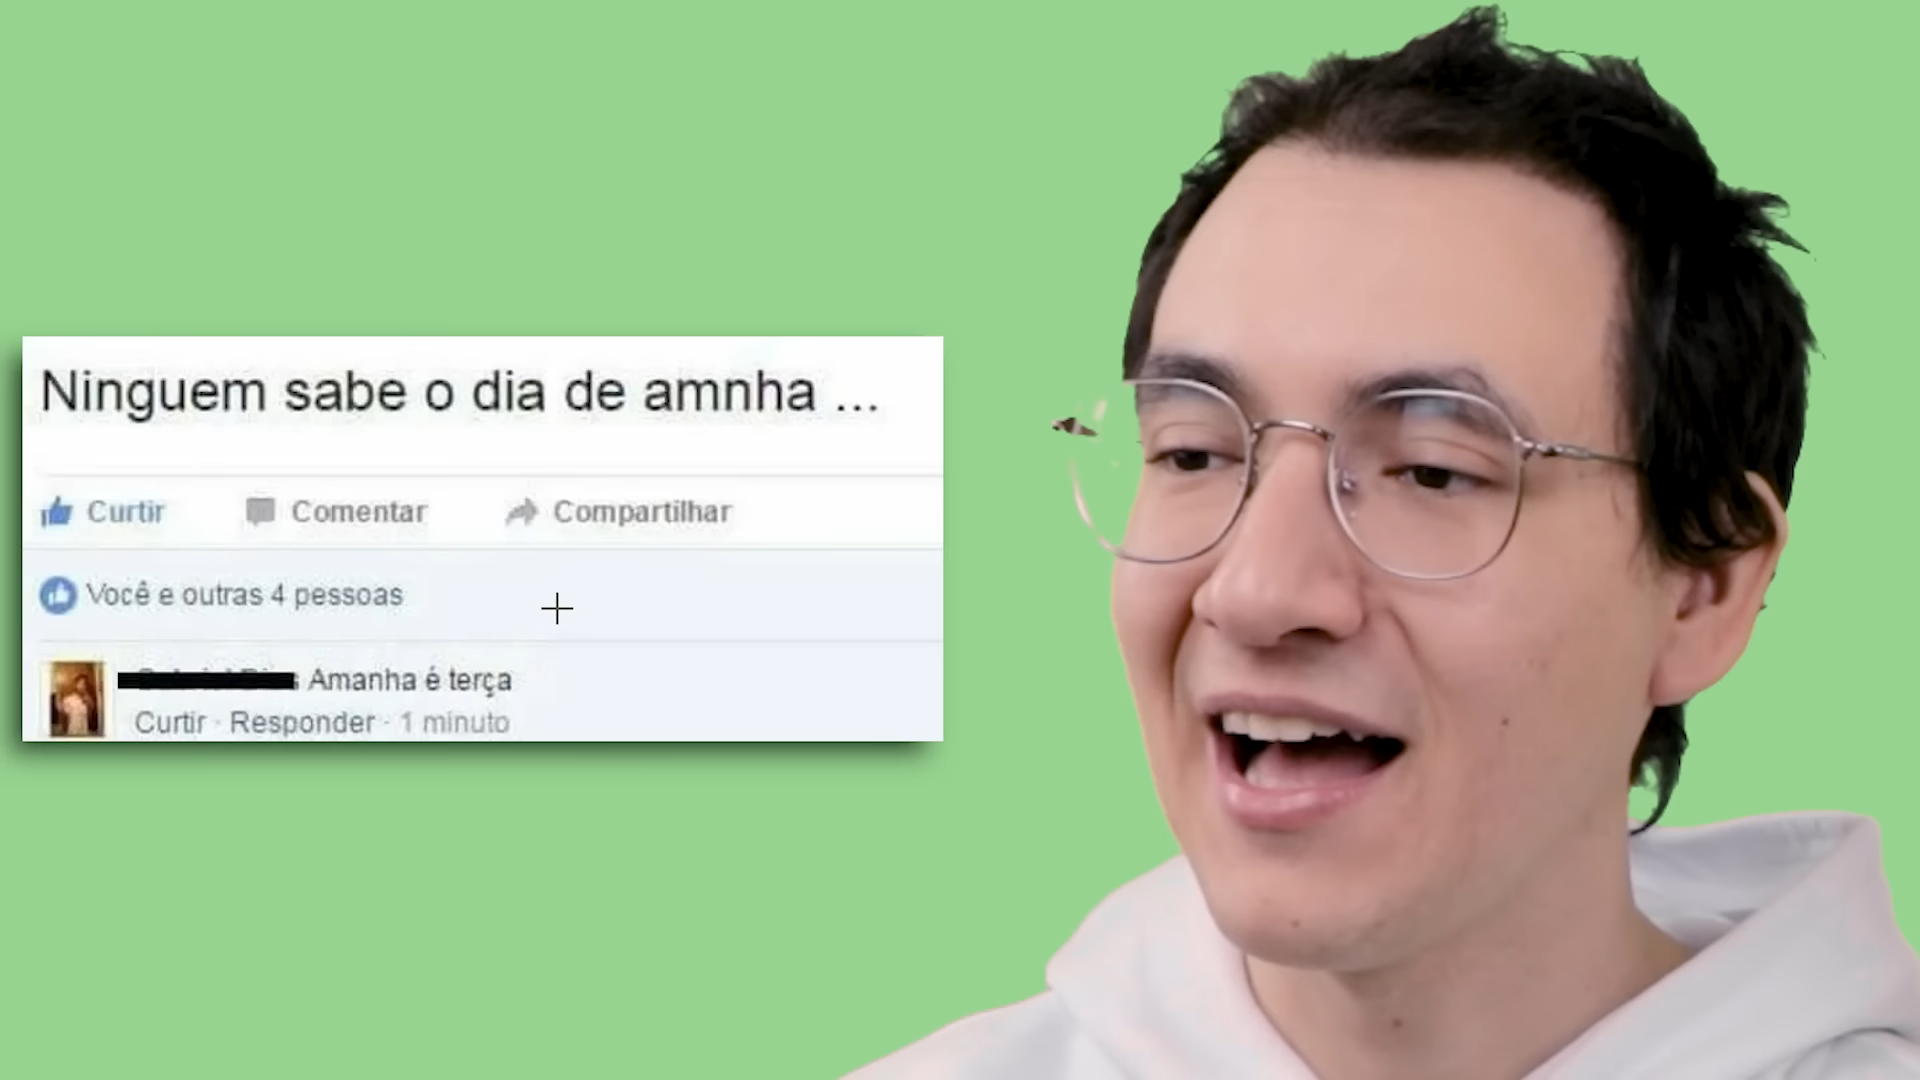 Ninguem sabe o dia de amnha ...
Curtir Comentar Compartilhar
Você e outras 4 pessoas
Amanha é terça
Curtir · Responder · 1 minuto